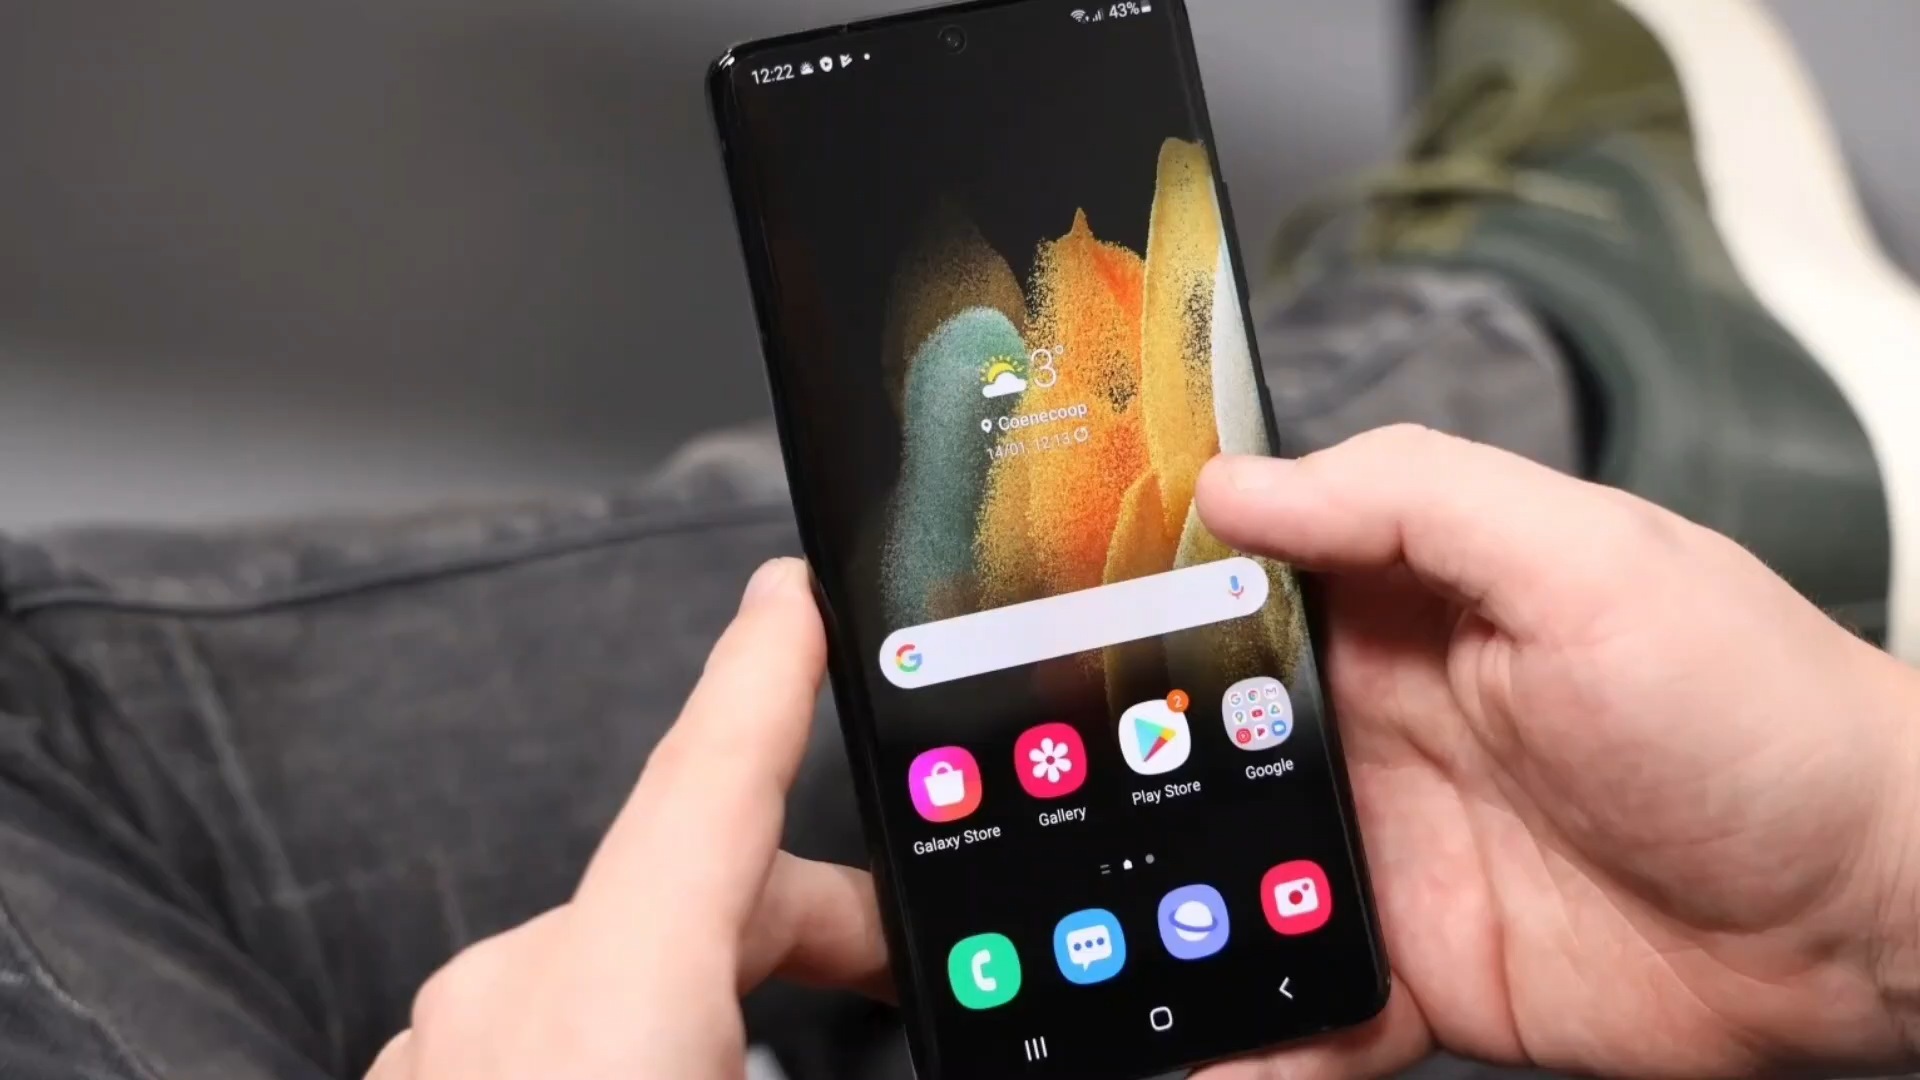 12:22
43%
3°
Coenecoop
14/01, 12:13
G
2
Galaxy Store
Gallery
Play Store
Google